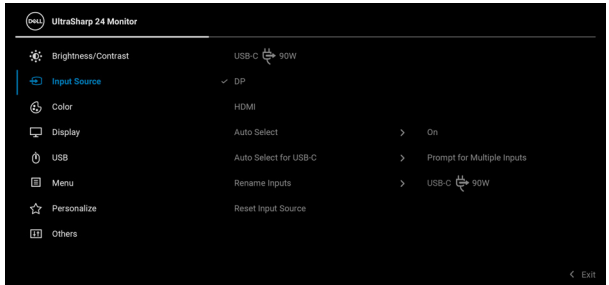 DELL UltraSharp 24 Monitor
Brightness/Contrast USB-C 90W
Input Source DP
Color HDMI
Display Auto Select On
USB Auto Select for USB-C Prompt for Multiple Inputs
Menu Rename Inputs USB-C 90W
Personalize Reset Input Source
Others
Exit